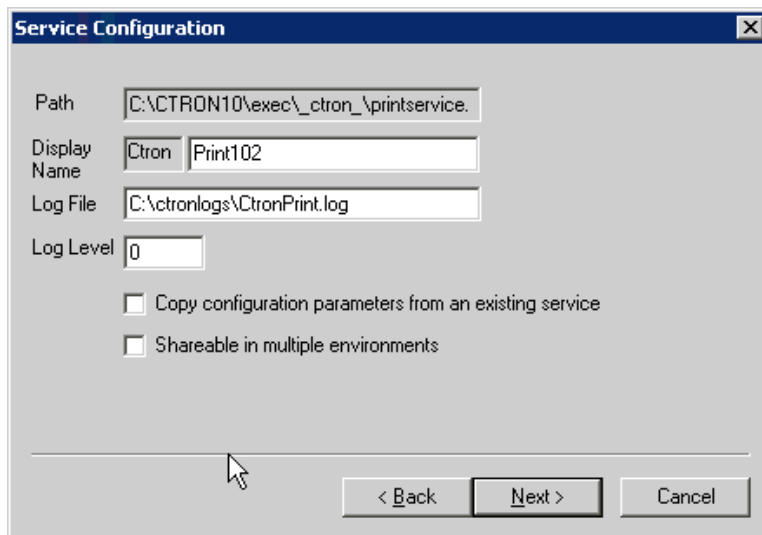 Service Configuration
Path C:\CTRON10\exec\_ctron_\printservice.
Display Name Ctron Print102
Log File C:\ctronlogs\CtronPrint.log
Log Level 0
Copy configuration parameters from an existing service
Shareable in multiple environments
< Back Next > Cancel